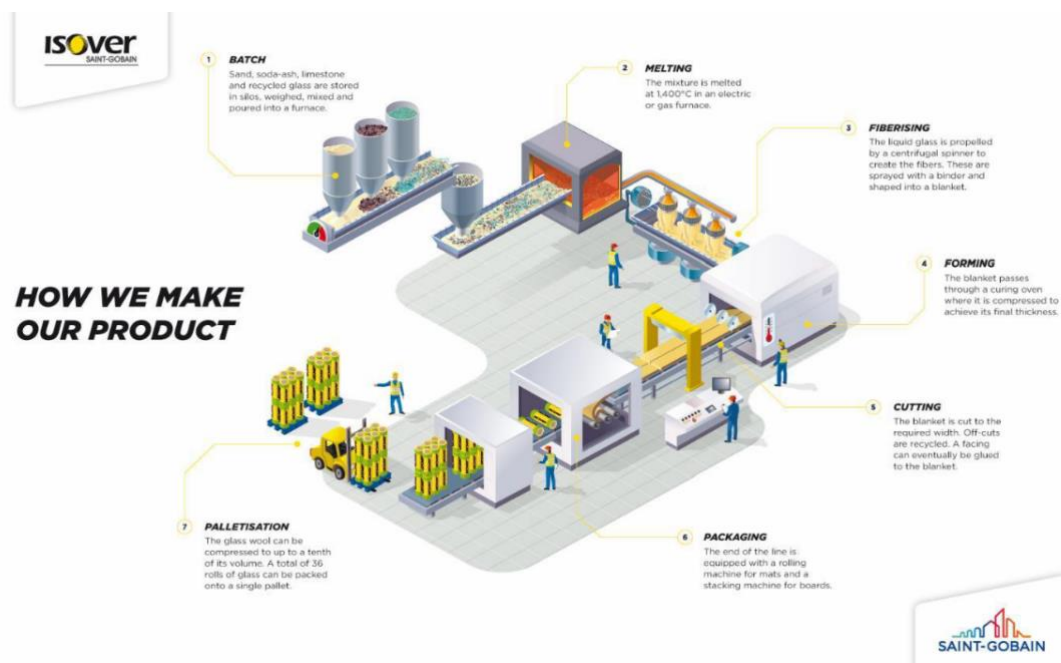 ISOVER
SAINT-GOBAIN
1
BATCH
Sand, soda-ash, limestone
and recycled glass are stored
in silos, weighed, mixed and
poured into a furnace.
2
MELTING
The mixture is melted
at 1,400°C in an electric
or gas furnace.
3
FIBERISING
The liquid glass is propelled
by a centrifugal spinner to
create the fibers. These are
sprayed with a binder and
shaped into a blanket.
4
FORMING
The blanket passes
through a curing oven
where it is compressed to
achieve its final thickness.
HOW WE MAKE
OUR PRODUCT
5
CUTTING
The blanket is cut to the
required width. Off-cuts
are recycled. A facing
can eventually be glued
to the blanket.
6
PACKAGING
The end of the line is
equipped with a rolling
machine for mats and a
stacking machine for boards.
7
PALLETISATION
The glass wool can be
compressed to up to a tenth
of its volume. A total of 36
rolls of glass can be packed
onto a single pallet.
SAINT-GOBAIN